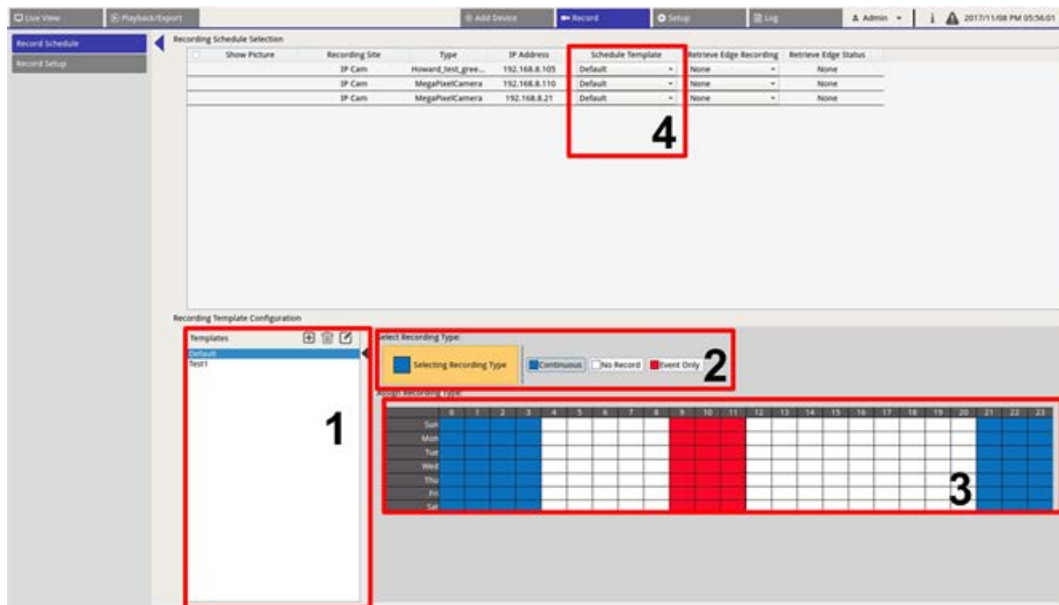 Live View Playback/Export Add Device Record Setup Log Admin i 2017/11/08 PM 05:56:01
Record Schedule
Record Setup
Recording Schedule Selection
Show Picture Recording Site Type IP Address Schedule Template Retrieve Edge Recording Retrieve Edge Status
IP Cam Howard_test_gree... 192.168.8.105 Default None None
IP Cam MegaPixelCamera 192.168.8.110 Default None None
IP Cam MegaPixelCamera 192.168.8.21 Default None None
4
Recording Template Configuration
Templates
Default
Test1
1
Select Recording Type:
Selecting Recording Type Continuous No Record Event Only
2
Assign Recording Type:
0 1 2 3 4 5 6 7 8 9 10 11 12 13 14 15 16 17 18 19 20 21 22 23
Sun
Mon
Tue
Wed
Thu
Fri
Sat
3